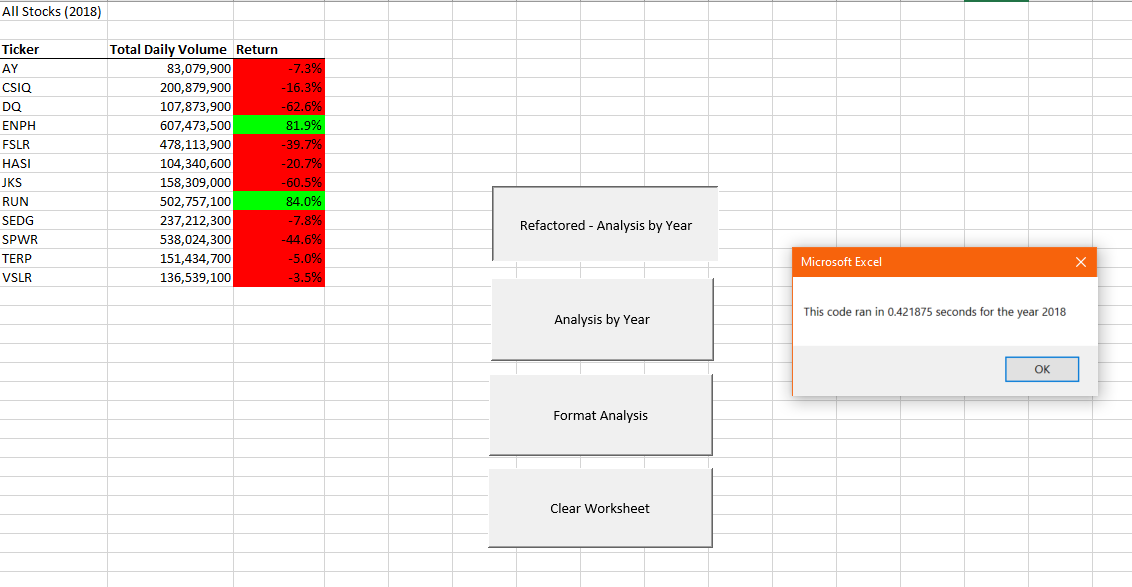 All Stocks (2018)
Ticker Total Daily Volume Return
AY 83,079,900 -7.3%
CSIQ 200,879,900 -16.3%
DQ 107,873,900 -62.6%
ENPH 607,473,500 81.9%
FSLR 478,113,900 -39.7%
HASI 104,340,600 -20.7%
JKS 158,309,000 -60.5%
RUN 502,757,100 84.0%
SEDG 237,212,300 -7.8%
SPWR 538,024,300 -44.6%
TERP 151,434,700 -5.0%
VSLR 136,539,100 -3.5%
Refactored - Analysis by Year
Analysis by Year
Format Analysis
Clear Worksheet
Microsoft Excel
This code ran in 0.421875 seconds for the year 2018
OK